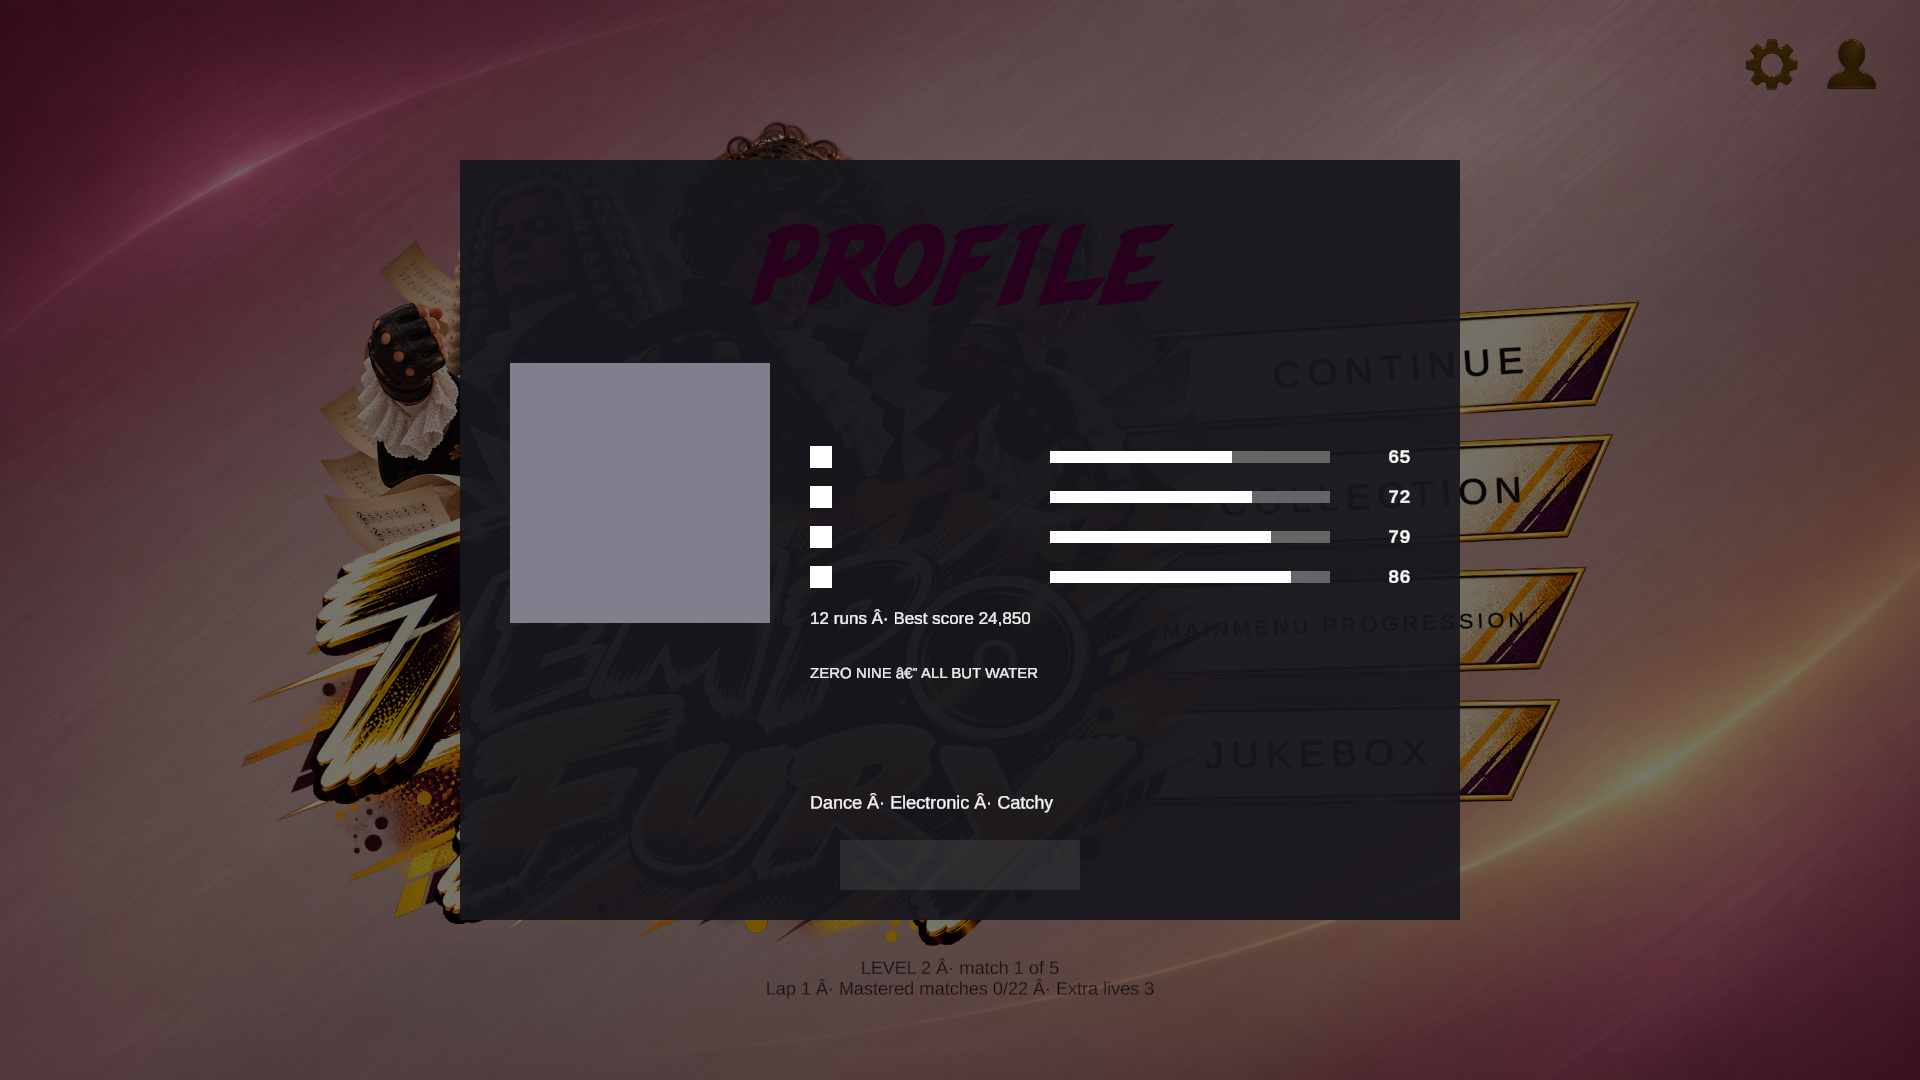 PROFILE
CONTINUE
65
COLLECTION
72
79
86
12 runs Â· Best score 24,850
MAINMENU.PROGRESSION
TEMPO
ZERO NINE â€" ALL BUT WATER
FURY
JUKEBOX
Dance Â· Electronic Â· Catchy
LEVEL 2 Â· match 1 of 5
Lap 1 Â· Mastered matches 0/22 Â· Extra lives 3